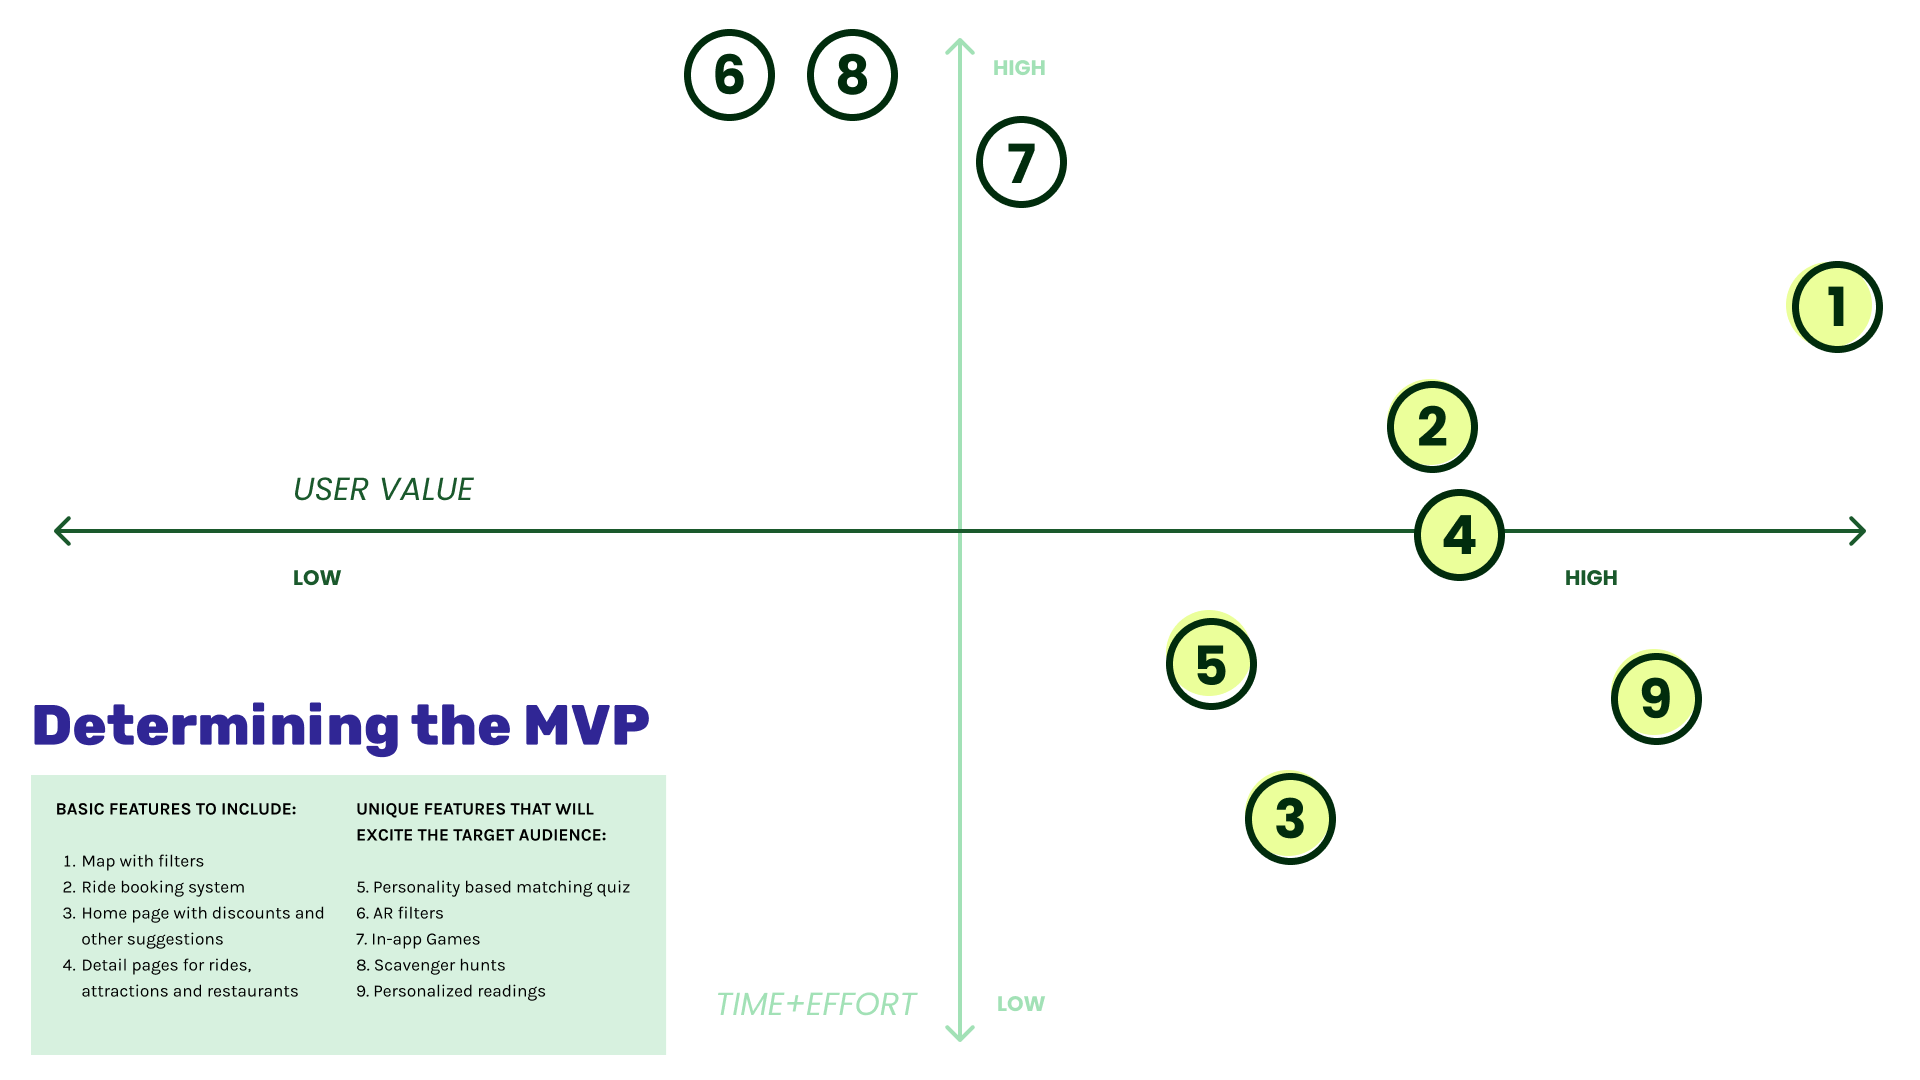 6
8
HIGH
7
1
2
USER VALUE
4
LOW
HIGH
5
9
Determining the MVP
3
BASIC FEATURES TO INCLUDE:
1. Map with filters
2. Ride booking system
3. Home page with discounts and
other suggestions
4. Detail pages for rides,
attractions and restaurants
UNIQUE FEATURES THAT WILL
EXCITE THE TARGET AUDIENCE:
5. Personality based matching quiz
6. AR filters
7. In-app Games
8. Scavenger hunts
9. Personalized readings
TIME+EFFORT
LOW